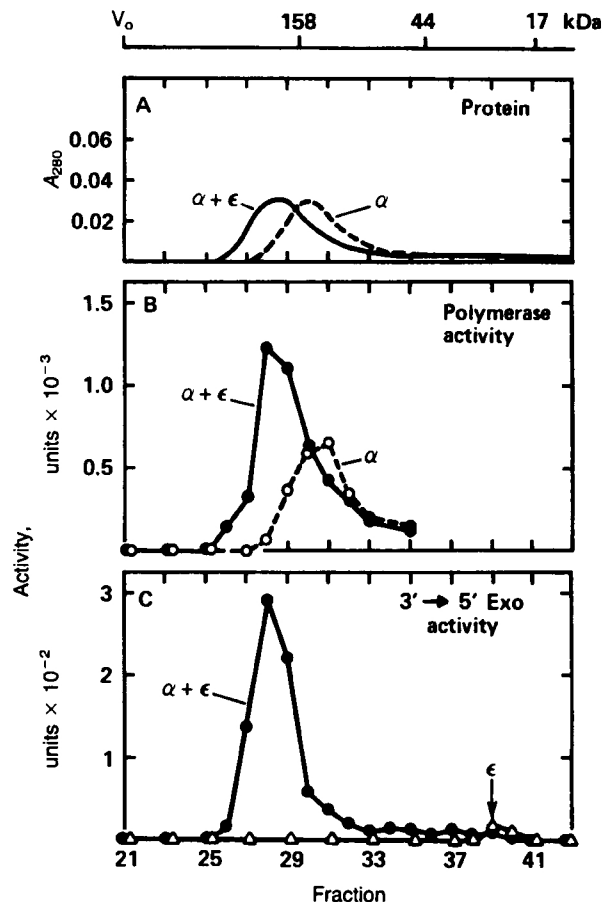 Vo 158 44 17 kDa
A Protein
A280
0.06
0.04
0.02
α + ϵ
α
B Polymerase
activity
1.5
1.0
0.5
α + ϵ
α
units × 10−3
Activity,
C 3' → 5' Exo
activity
3
2
1
α + ϵ
ϵ
units × 10−2
21 25 29 33 37 41
Fraction